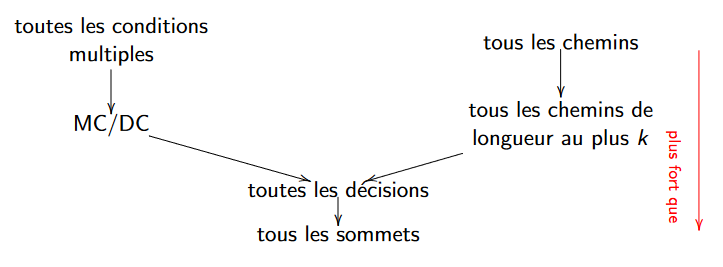 toutes les conditions
multiples
tous les chemins
MC/DC
tous les chemins de
longueur au plus k
plus fort que
toutes les décisions
tous les sommets